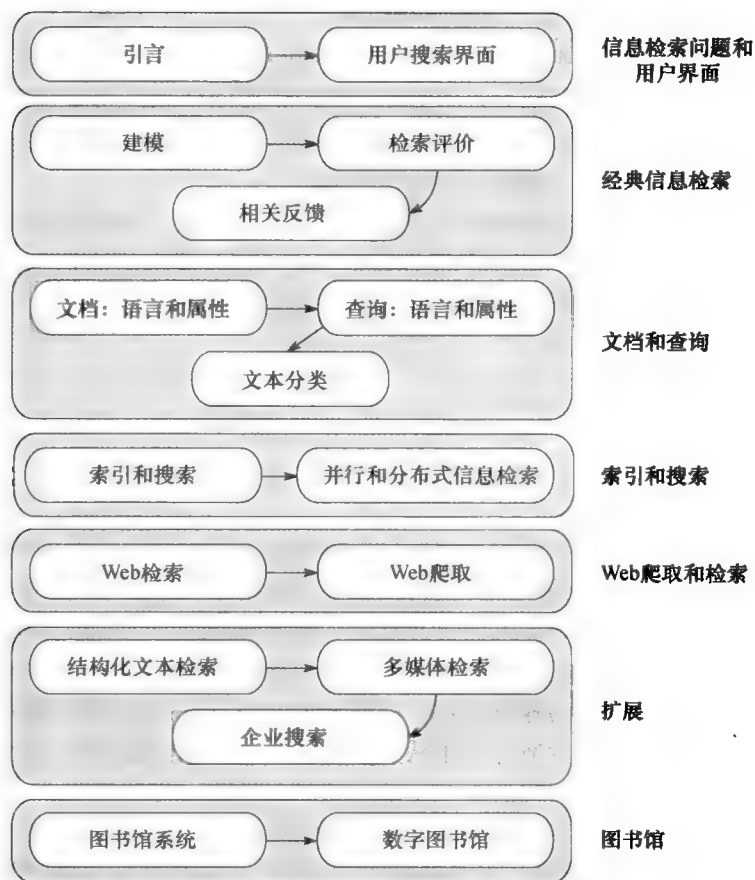 引言
用户搜索界面
信息检索问题和
用户界面
建模
检索评价
相关反馈
经典信息检索
文档：语言和属性
查询：语言和属性
文本分类
文档和查询
索引和搜索
并行和分布式信息检索
索引和搜索
Web检索
Web爬取
Web爬取和检索
结构化文本检索
多媒体检索
企业搜索
扩展
图书馆系统
数字图书馆
图书馆